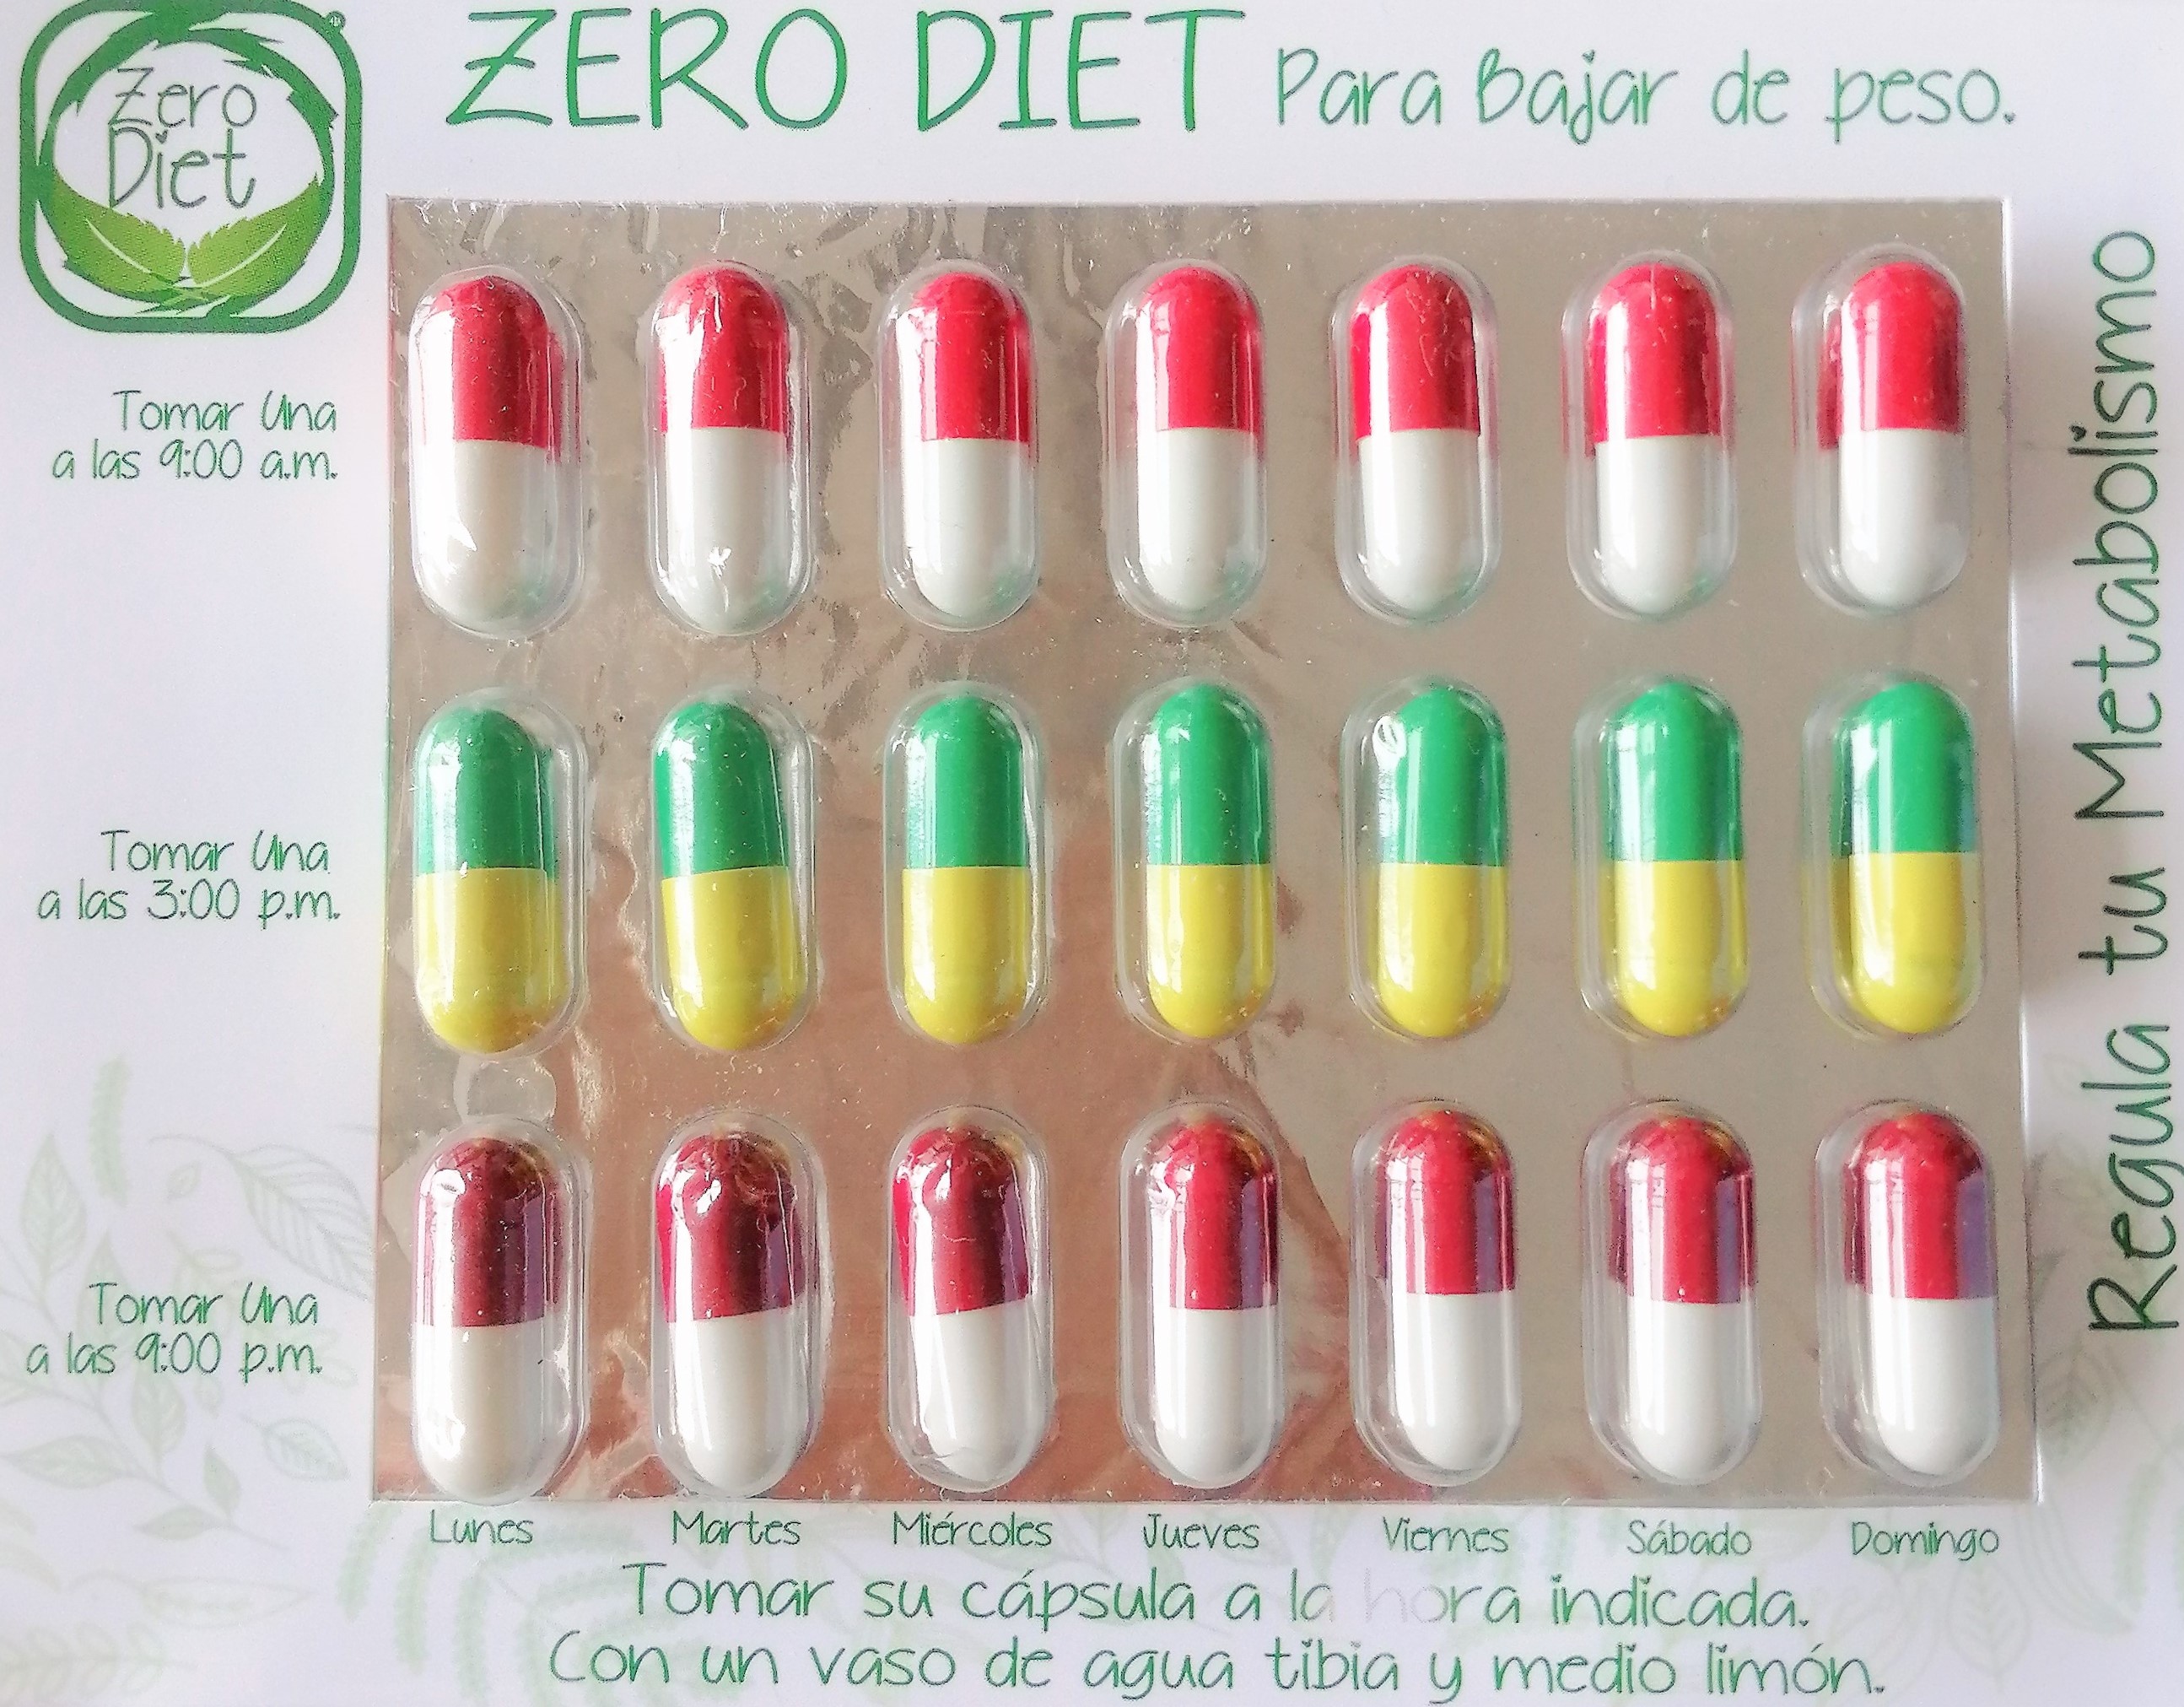 Zero
Diet
ZERO DIET Para Bajar de peso.
Tomar Una
a las 9:00 a.m.
Tomar Una
a las 3:00 p.m.
Tomar Una
a las 9:00 p.m.
Regula tu Metabolismo
Lunes Martes Miércoles Jueves Viernes Sábado Domingo
Tomar su cápsula a la hora indicada.
Con un vaso de agua tibia y medio limón.